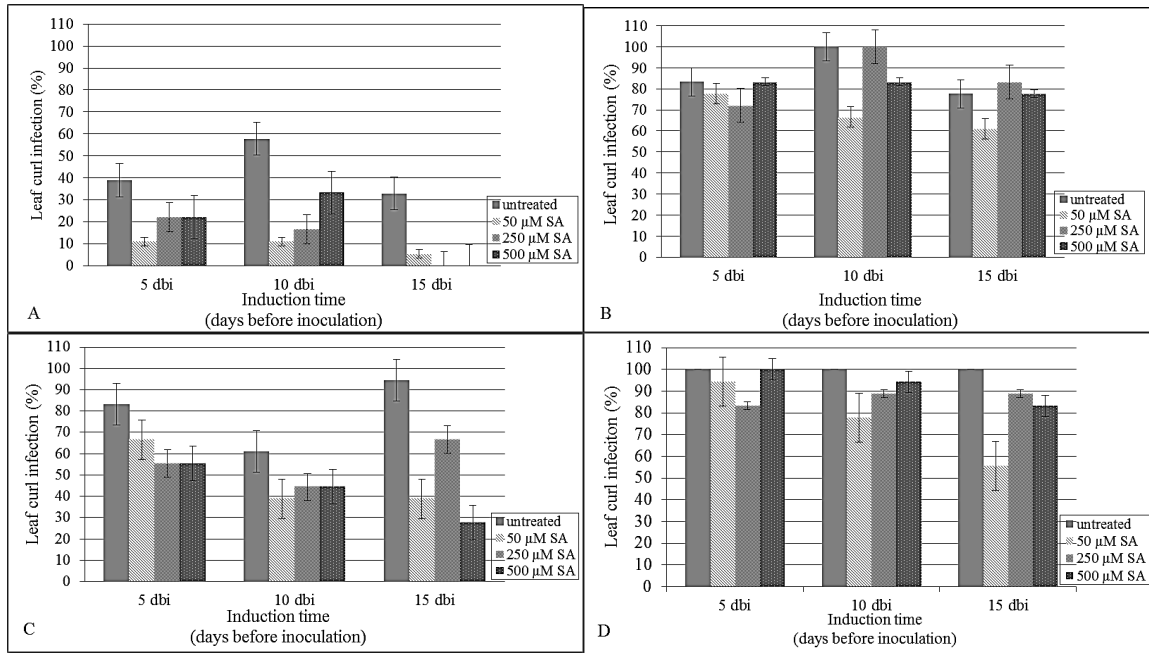 110
100
90
80
70
60
50
40
30
20
10
0
Leaf curl infection (%)
untreated
50 µM SA
250 µM SA
500 µM SA
5 dbi 10 dbi 15 dbi
Induction time
(days before inoculation)
A
110
100
90
80
70
60
50
40
30
20
10
0
Leaf curl infection (%)
untreated
50 µM SA
250 µM SA
500 µM SA
5 dbi 10 dbi 15 dbi
Induction time
(days before inoculation)
B
110
100
90
80
70
60
50
40
30
20
10
0
Leaf curl infection (%)
untreated
50 µM SA
250 µM SA
500 µM SA
5 dbi 10 dbi 15 dbi
Induction time
(days before inoculation)
C
110
100
90
80
70
60
50
40
30
20
10
0
Leaf curl infeciton (%)
untreated
50 µM SA
250 µM SA
500 µM SA
5 dbi 10 dbi 15 dbi
Induction time
(days before inoculation)
D